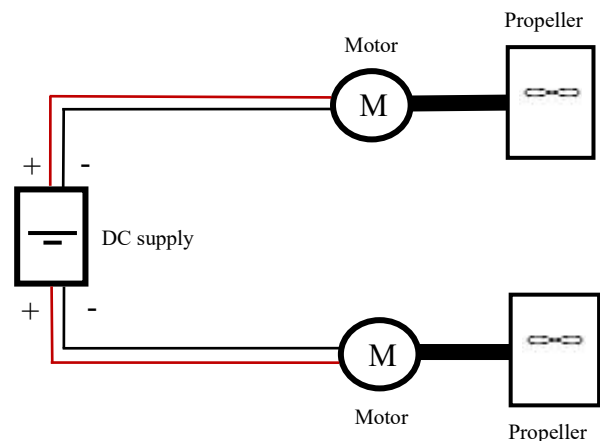 Propeller
Motor
M
+ -
DC supply
+ -
M
Motor
Propeller